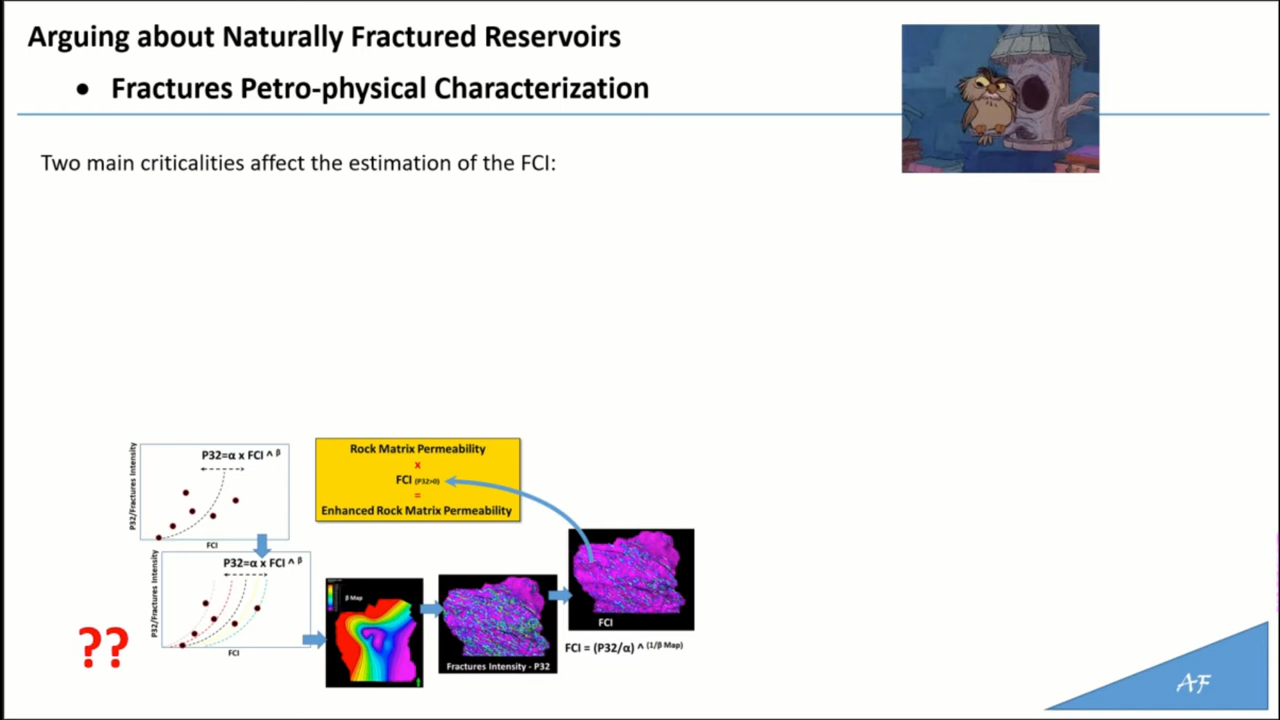 Arguing about Naturally Fractured Reservoirs
• Fractures Petro-physical Characterization
Two main criticalities affect the estimation of the FCI:
P32=α x FCI ^ β
P32/Fractures Intensity
FCI
Rock Matrix Permeability
x
FCI (P32>0)
=
Enhanced Rock Matrix Permeability
P32=α x FCI ^ β
P32/Fractures Intensity
FCI
??
β Map
Fractures Intensity - P32
FCI
FCI = (P32/α) ^ (1/β Map)
AF